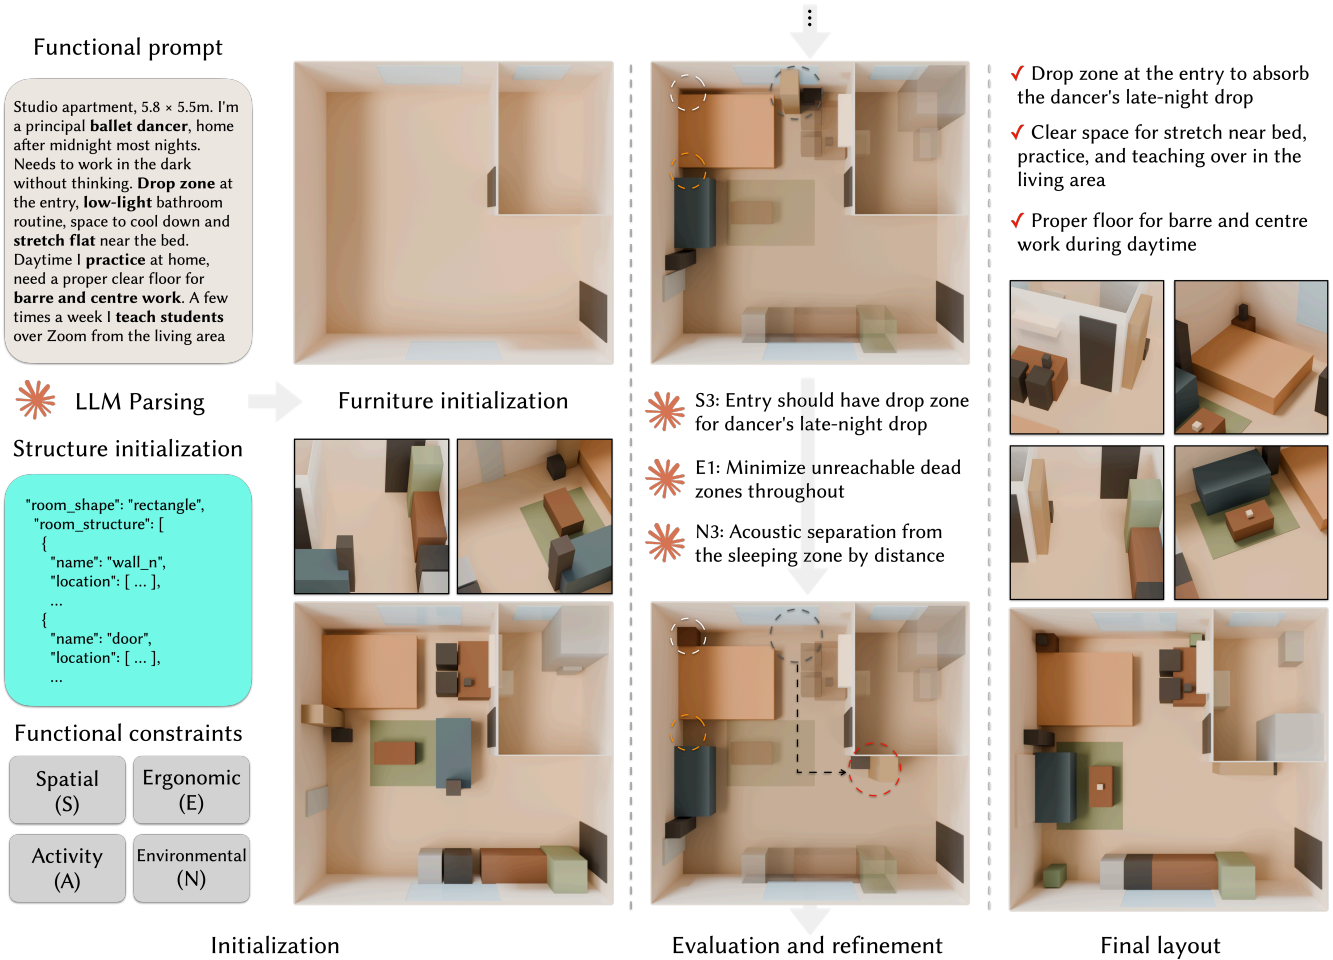 Functional prompt
Studio apartment, 5.8 × 5.5m. I'm
a principal ballet dancer, home
after midnight most nights.
Needs to work in the dark
without thinking. Drop zone at
the entry, low-light bathroom
routine, space to cool down and
stretch flat near the bed.
Daytime I practice at home,
need a proper clear floor for
barre and centre work. A few
times a week I teach students
over Zoom from the living area
LLM Parsing
Structure initialization
"room_shape": "rectangle",
"room_structure": [
{
"name": "wall_n",
"location": [ ... ],
...
{
"name": "door",
"location": [ ... ],
...
Functional constraints
Spatial
(S)
Ergonomic
(E)
Activity
(A)
Environmental
(N)
Furniture initialization
Initialization
⋮
S3: Entry should have drop zone
for dancer's late-night drop
E1: Minimize unreachable dead
zones throughout
N3: Acoustic separation from
the sleeping zone by distance
Evaluation and refinement
✓ Drop zone at the entry to absorb
the dancer's late-night drop
✓ Clear space for stretch near bed,
practice, and teaching over in the
living area
✓ Proper floor for barre and centre
work during daytime
Final layout